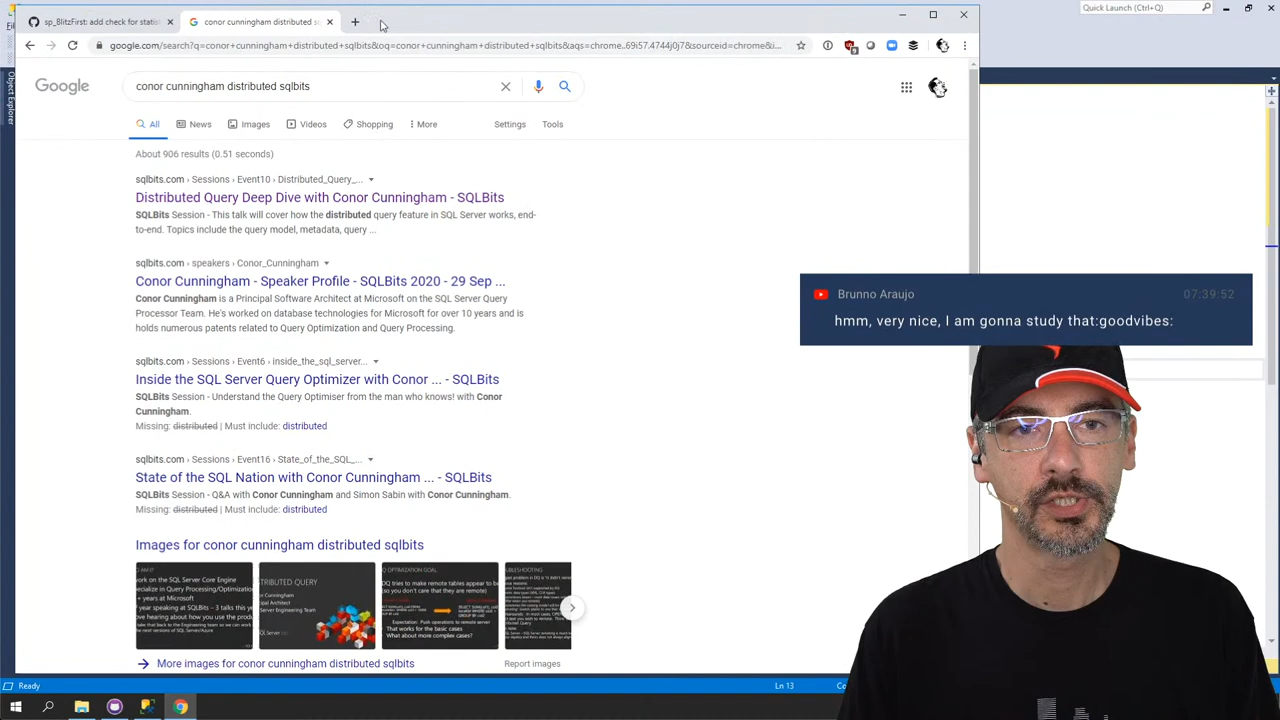 sp_BlitzFirst: add check for statis
conor cunningham distributed sq
Quick Launch (Ctrl+Q)
google.com/search?q=conor+cunningham+distributed+sqlbits&oq=conor+cunningham+distributed+sqlbits&aqs=chrome..69i57.4744j0j7&sourceid=chrome&i...
Object Explorer
Google
conor cunningham distributed sqlbits
All
News
Images
Videos
Shopping
More
Settings
Tools
About 906 results (0.51 seconds)
sqlbits.com › Sessions › Event10 › Distributed_Query_...
Distributed Query Deep Dive with Conor Cunningham - SQLBits
SQLBits Session - This talk will cover how the distributed query feature in SQL Server works, end-
to-end. Topics include the query model, metadata, query ...
sqlbits.com › speakers › Conor_Cunningham
Conor Cunningham - Speaker Profile - SQLBits 2020 - 29 Sep ...
Conor Cunningham is a Principal Software Architect at Microsoft on the SQL Server Query
Processor Team. He's worked on database technologies for Microsoft for over 10 years and is
holds numerous patents related to Query Optimization and Query Processing.
sqlbits.com › Sessions › Event6 › inside_the_sql_server...
Inside the SQL Server Query Optimizer with Conor ... - SQLBits
SQLBits Session - Understand the Query Optimiser from the man who knows! with Conor
Cunningham.
Missing: distributed | Must include: distributed
sqlbits.com › Sessions › Event16 › State_of_the_SQL_...
State of the SQL Nation with Conor Cunningham ... - SQLBits
SQLBits Session - Q&A with Conor Cunningham and Simon Sabin with Conor Cunningham.
Missing: distributed | Must include: distributed
Images for conor cunningham distributed sqlbits
More images for conor cunningham distributed sqlbits
Report images
Brunno Araujo
07:39:52
hmm, very nice, I am gonna study that:goodvibes:
Ready
Ln 13